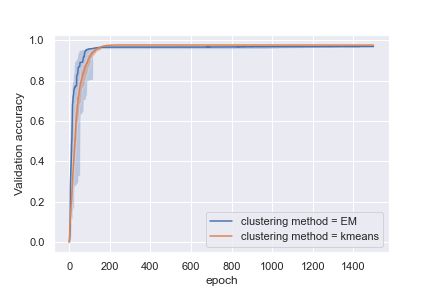 1.0
0.8
0.6
0.4
0.2
0.0
Validation accuracy
clustering method = EM
clustering method = kmeans
0 200 400 600 800 1000 1200 1400
epoch